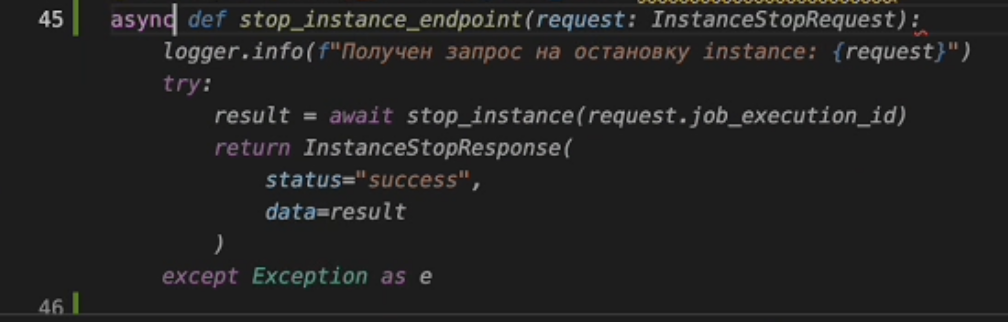 45 async def stop_instance_endpoint(request: InstanceStopRequest):
logger.info(f"Получен запрос на остановку instance: {request}")
try:
result = await stop_instance(request.job_execution_id)
return InstanceStopResponse(
status="success",
data=result
)
except Exception as e
46